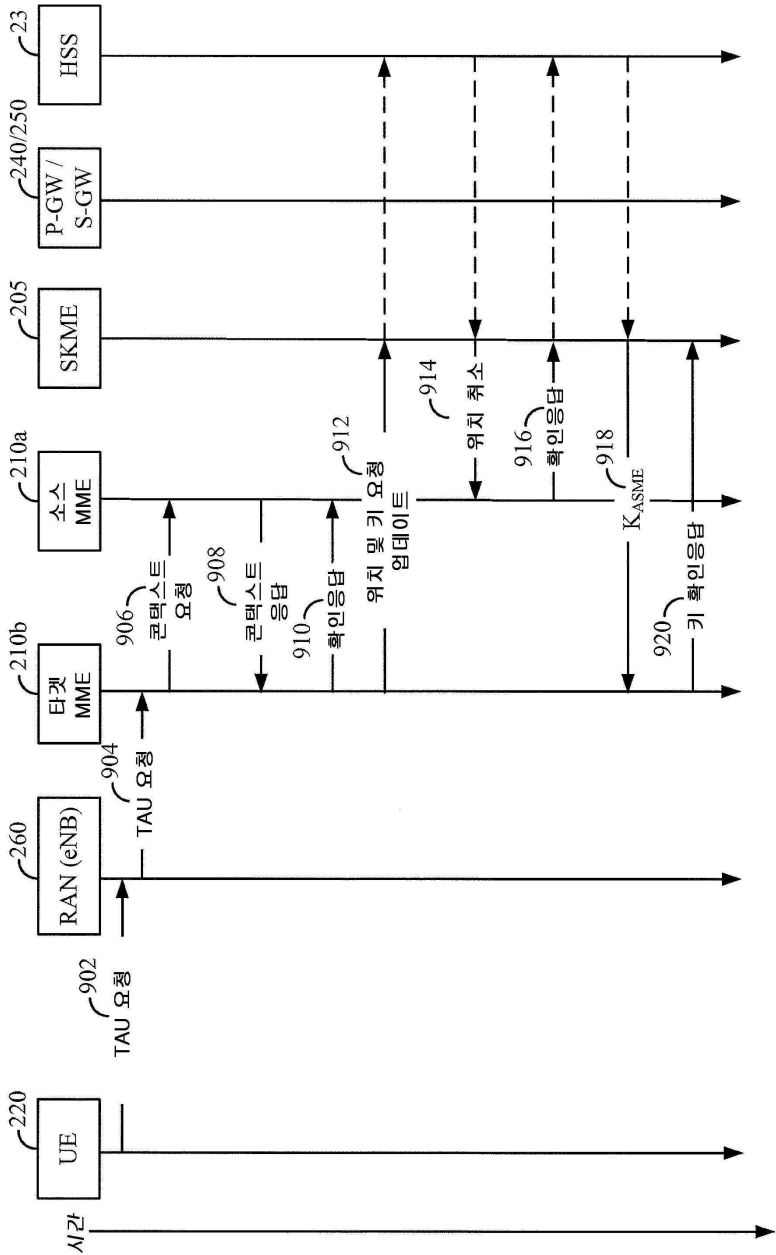 시간
220
UE
260
RAN (eNB)
210b
타겟
MME
210a
소스
MME
205
SKME
240/250
P-GW /
S-GW
23
HSS
902
TAU 요청
904
TAU 요청
906
콘택스트
요청
908
콘택스트
응답
910
확인응답
912
위치 및 키 요청
업데이트
914
위치 취소
916
확인응답
918
K_ASME
920
키 확인응답